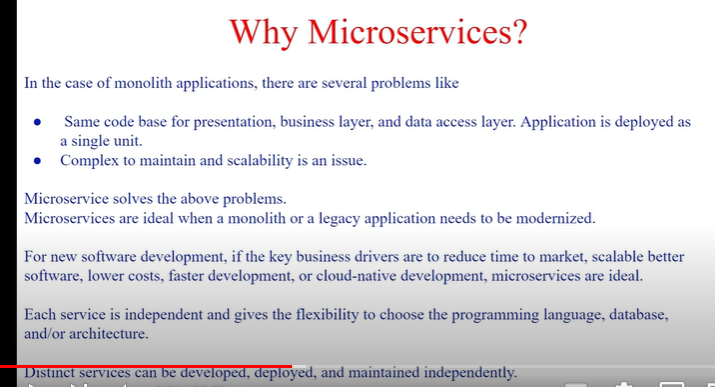 Why Microservices?
In the case of monolith applications, there are several problems like
● Same code base for presentation, business layer, and data access layer. Application is deployed as
a single unit.
● Complex to maintain and scalability is an issue.
Microservice solves the above problems.
Microservices are ideal when a monolith or a legacy application needs to be modernized.
For new software development, if the key business drivers are to reduce time to market, scalable better
software, lower costs, faster development, or cloud-native development, microservices are ideal.
Each service is independent and gives the flexibility to choose the programming language, database,
and/or architecture.
Distinct services can be developed, deployed, and maintained independently.